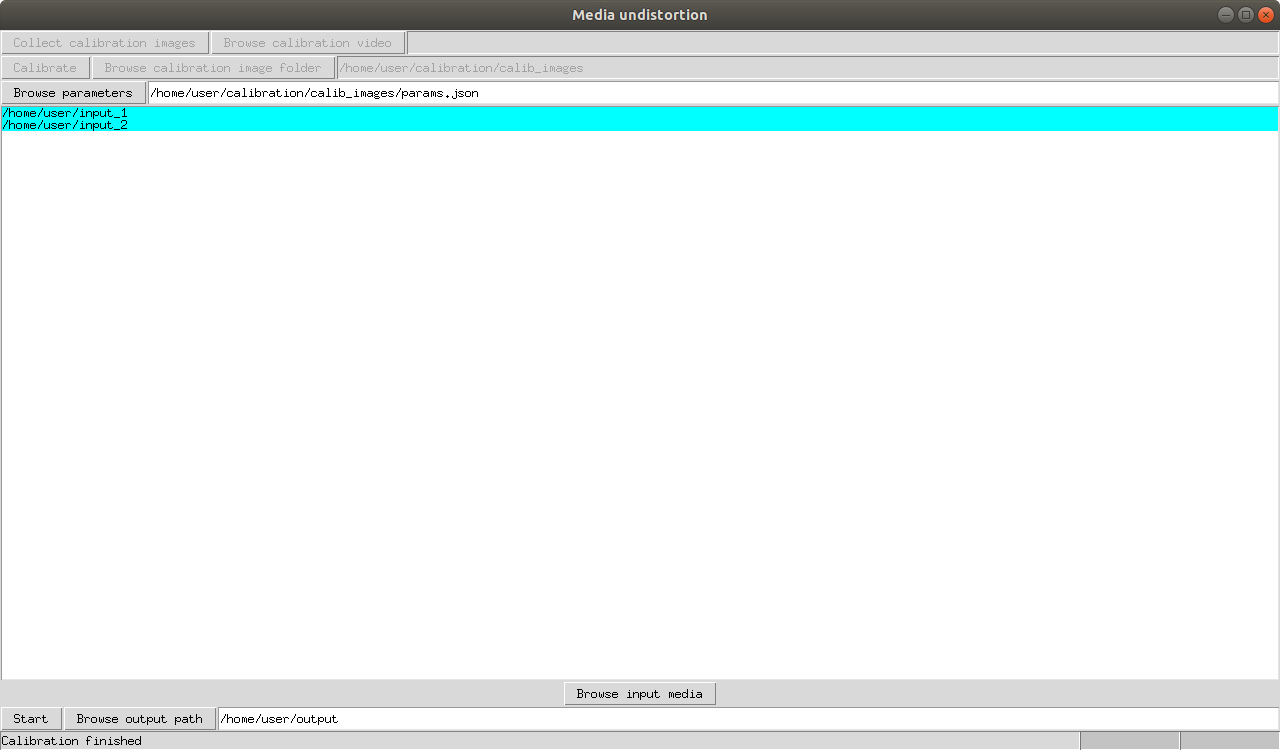 Media undistortion
Collect calibration images Browse calibration video
Calibrate Browse calibration image folder /home/user/calibration/calib_images
Browse parameters /home/user/calibration/calib_images/params.json
/home/user/input_1
/home/user/input_2
Browse input media
Start Browse output path /home/user/output
Calibration finished